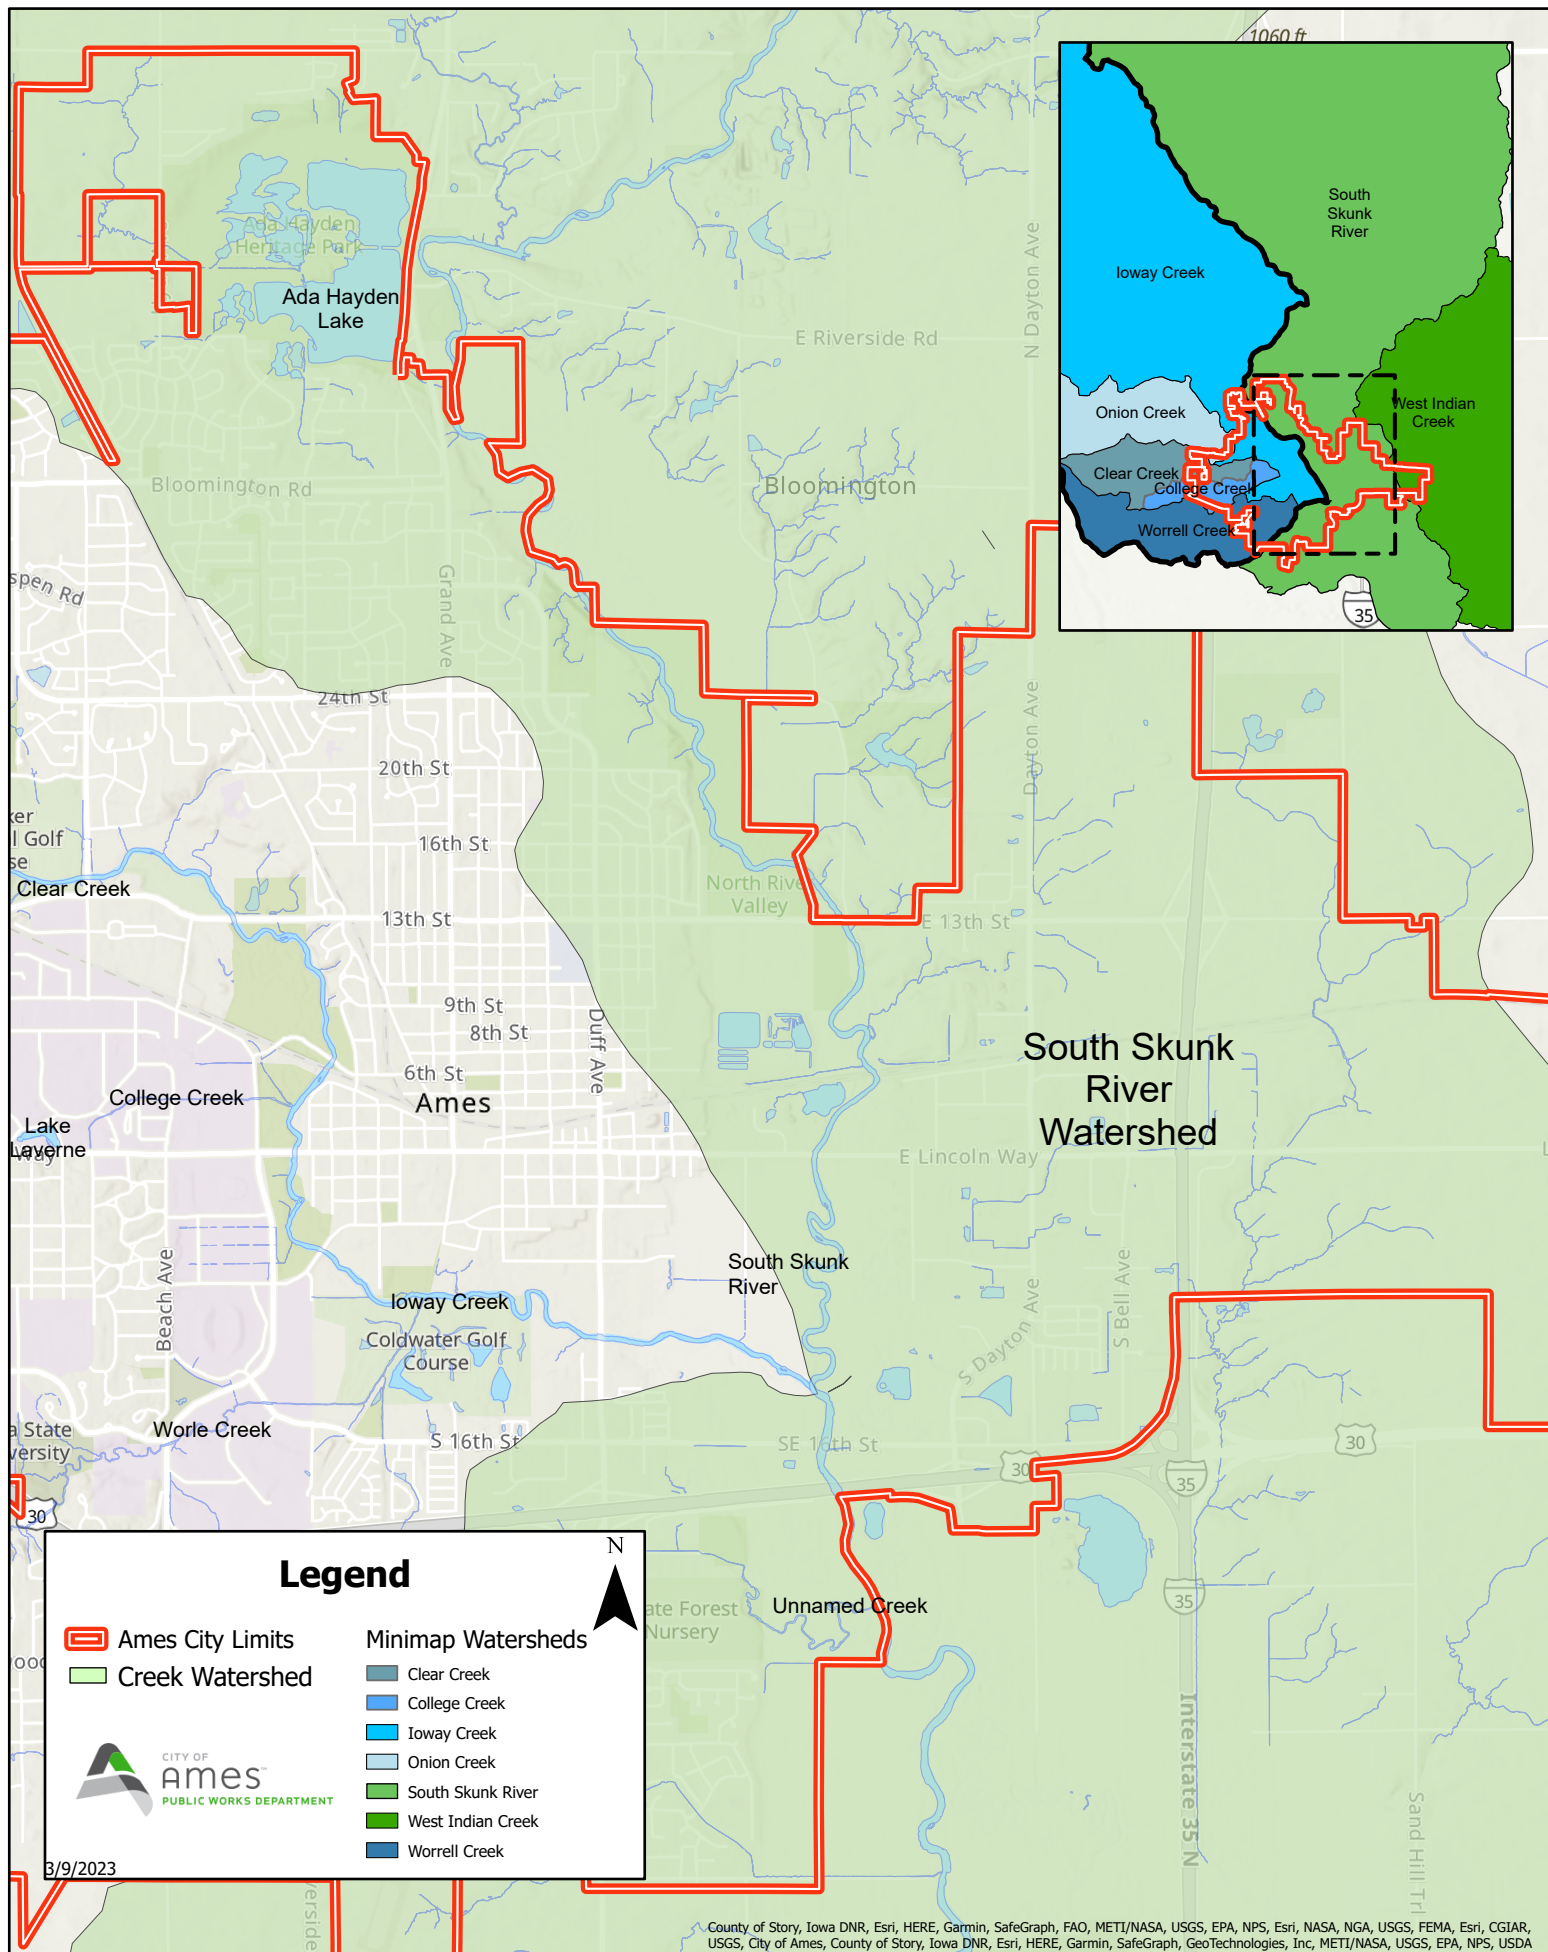 1060 ft
South
Skunk
River
Ioway Creek
Onion Creek
West Indian
Creek
Clear Creek
College Creek
Worrell Creek
35
Ada Hayden
Heritage Park
Ada Hayden
Lake
E Riverside Rd
N Dayton Ave
Bloomington Rd
Bloomington
Grand Ave
24th St
Dayton Ave
20th St
16th St
Clear Creek
North River
Valley
13th St
E 13th St
9th St
8th St
Duff Ave
6th St
Ames
South Skunk
River
Watershed
College Creek
Lake
Laverne
Way
E Lincoln Way
Beach Ave
South Skunk
River
Ioway Creek
Coldwater Golf
Course
S Dayton Ave
S Bell Ave
Worle Creek
S 16th St
SE 16th St
30
30
35
30
35
Unnamed Creek
Nursery
Interstate 35 N
Sand Hill Trl
Legend
N
Ames City Limits
Creek Watershed
Minimap Watersheds
Clear Creek
College Creek
Ioway Creek
Onion Creek
South Skunk River
West Indian Creek
Worrell Creek
CITY OF
Ames
PUBLIC WORKS DEPARTMENT
3/9/2023
County of Story, Iowa DNR, Esri, HERE, Garmin, SafeGraph, FAO, METI/NASA, USGS, EPA, NPS, Esri, NASA, NGA, USGS, FEMA, Esri, CGIAR,
USGS, City of Ames, County of Story, Iowa DNR, Esri, HERE, Garmin, SafeGraph, GeoTechnologies, Inc, METI/NASA, USGS, EPA, NPS, USDA